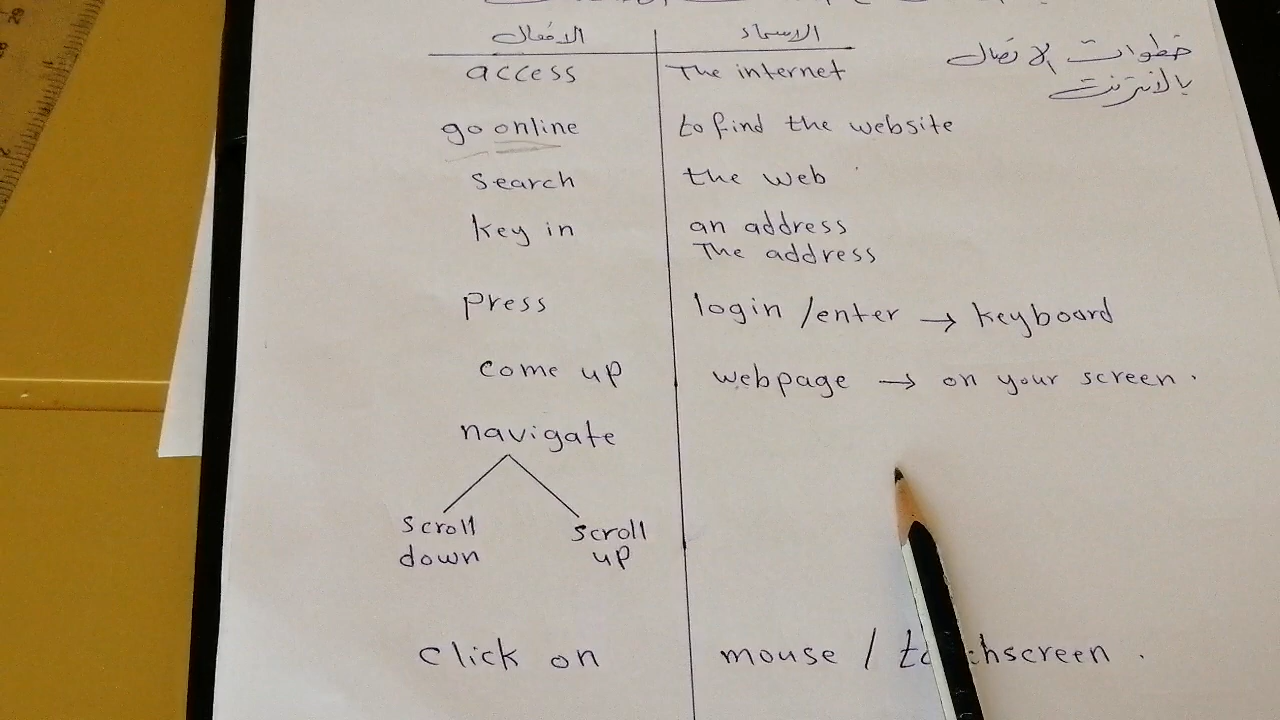 الافعال الاسماء
خطوات الاتصال
بالانترنت
access The internet
go online to find the website
search the web
key in an address
The address
press login /enter → keyboard
come up webpage → on your screen.
navigate
scroll down
scroll up
click on mouse / touchscreen.